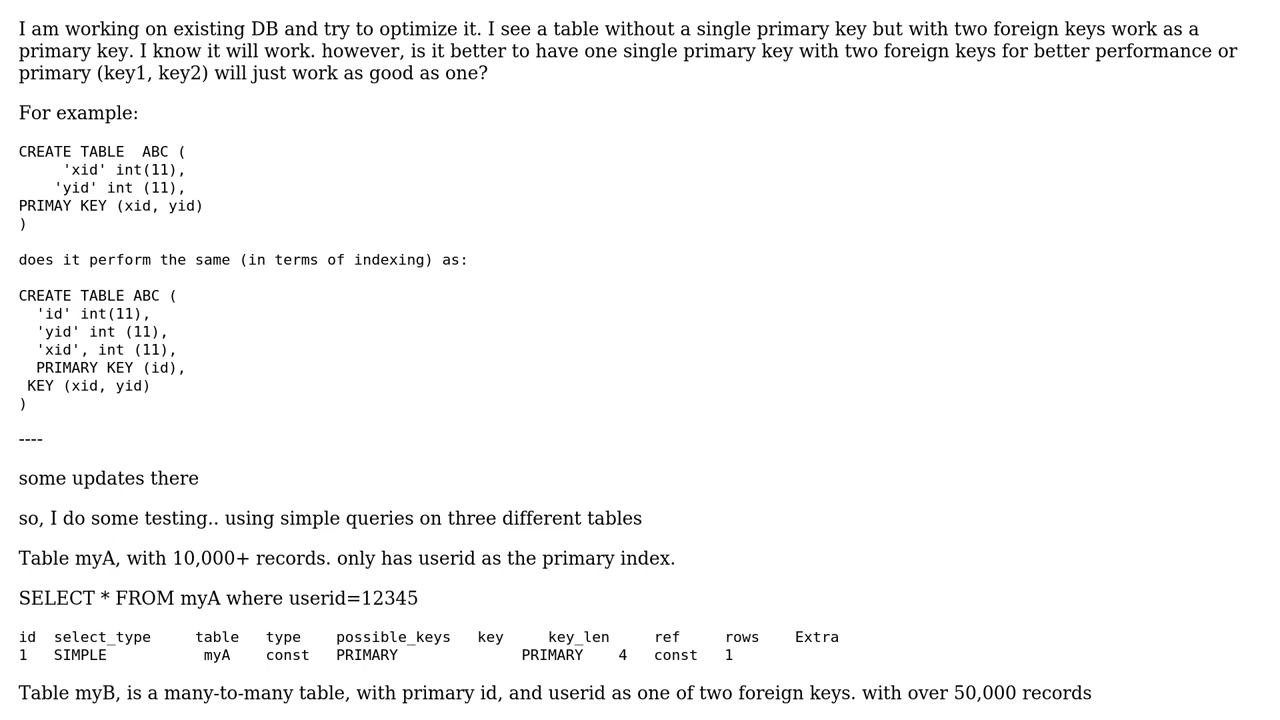 I am working on existing DB and try to optimize it. I see a table without a single primary key but with two foreign keys work as a
primary key. I know it will work. however, is it better to have one single primary key with two foreign keys for better performance or
primary (key1, key2) will just work as good as one?
For example:
CREATE TABLE  ABC (
     'xid' int(11),
    'yid' int (11),
PRIMAY KEY (xid, yid)
)
does it perform the same (in terms of indexing) as:
CREATE TABLE ABC (
  'id' int(11),
  'yid' int (11),
  'xid', int (11),
  PRIMARY KEY (id),
 KEY (xid, yid)
)
----
some updates there
so, I do some testing.. using simple queries on three different tables
Table myA, with 10,000+ records. only has userid as the primary index.
SELECT * FROM myA where userid=12345
id  select_type     table   type    possible_keys   key     key_len     ref     rows    Extra
1   SIMPLE           myA    const   PRIMARY              PRIMARY    4   const   1
Table myB, is a many-to-many table, with primary id, and userid as one of two foreign keys. with over 50,000 records